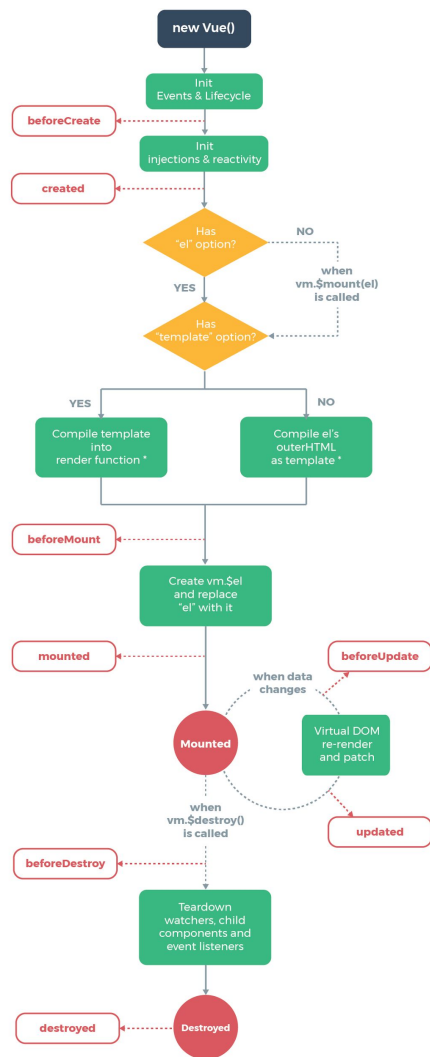 new Vue()
Init
Events & Lifecycle
beforeCreate
Init
injections & reactivity
created
Has
"el" option?
NO
when
vm.$mount(el)
is called
YES
Has
"template" option?
YES
NO
Compile template
into
render function *
Compile el's
outerHTML
as template *
beforeMount
Create vm.$el
and replace
"el" with it
mounted
beforeUpdate
when data
changes
Mounted
Virtual DOM
re-render
and patch
when
vm.$destroy()
is called
updated
beforeDestroy
Teardown
watchers, child
components and
event listeners
destroyed
Destroyed